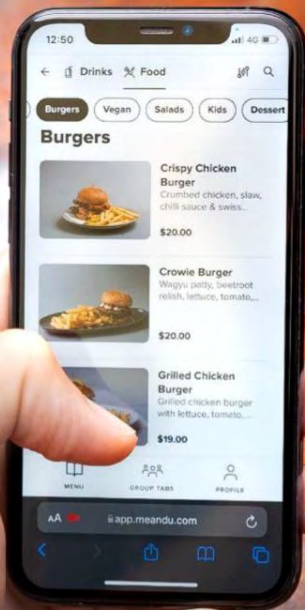 12:50
4G
Drinks Food
Burgers Vegan Salads Kids Dessert
Burgers
Crispy Chicken
Burger
Crumbed chicken, slaw,
chilli sauce & swiss...
$20.00
Crowie Burger
Wagyu patty, beetroot
relish, lettuce, tomato,...
$20.00
Grilled Chicken
Burger
Grilled chicken burger
with lettuce, tomato,...
$19.00
MENU GROUP TABS PROFILE
AA app.meandu.com